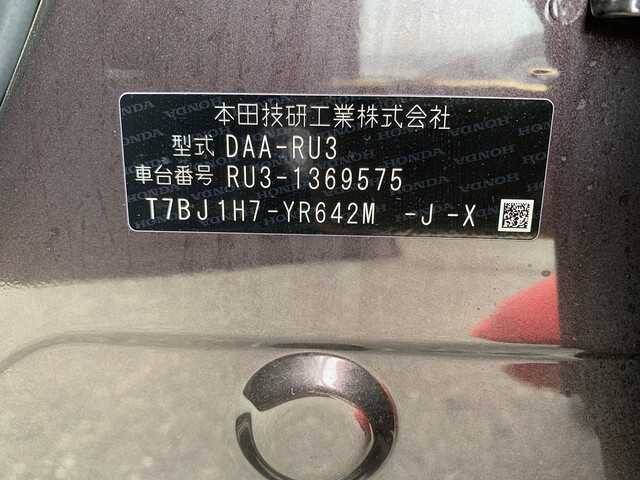 本田技研工業株式会社
型式 DAA-RU3
車台番号 RU3-1369575
T7BJ1H7-YR642M -J -X